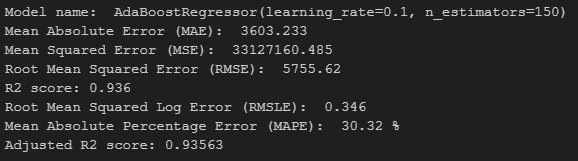 Model name:  AdaBoostRegressor(learning_rate=0.1, n_estimators=150)
Mean Absolute Error (MAE):  3603.233
Mean Squared Error (MSE):  33127160.485
Root Mean Squared Error (RMSE):  5755.62
R2 score: 0.936
Root Mean Squared Log Error (RMSLE):  0.346
Mean Absolute Percentage Error (MAPE):  30.32 %
Adjusted R2 score: 0.93563